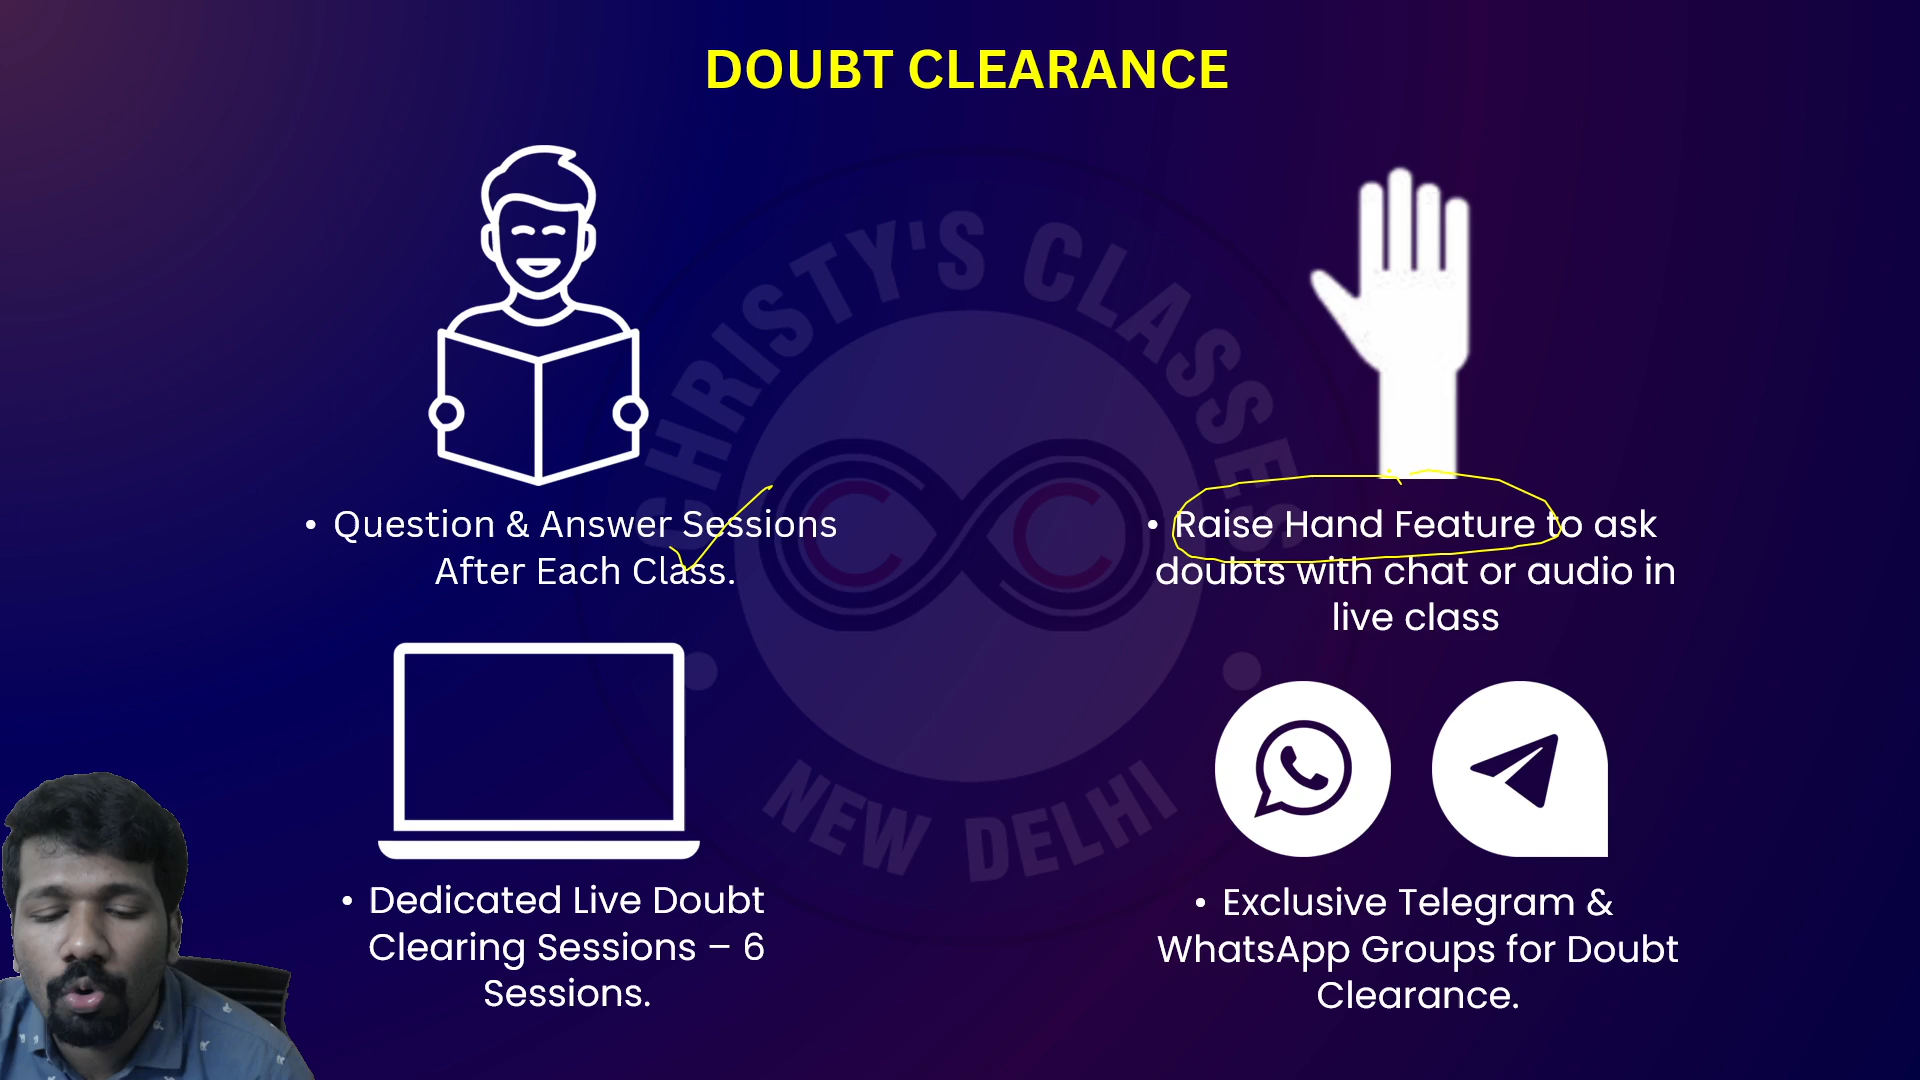 DOUBT CLEARANCE
CHRISTY'S CLASSES
• Question & Answer Sessions
After Each Class.
• Raise Hand Feature to ask
doubts with chat or audio in
live class
CC
NEW DELHI
• Dedicated Live Doubt
Clearing Sessions – 6
Sessions.
• Exclusive Telegram &
WhatsApp Groups for Doubt
Clearance.